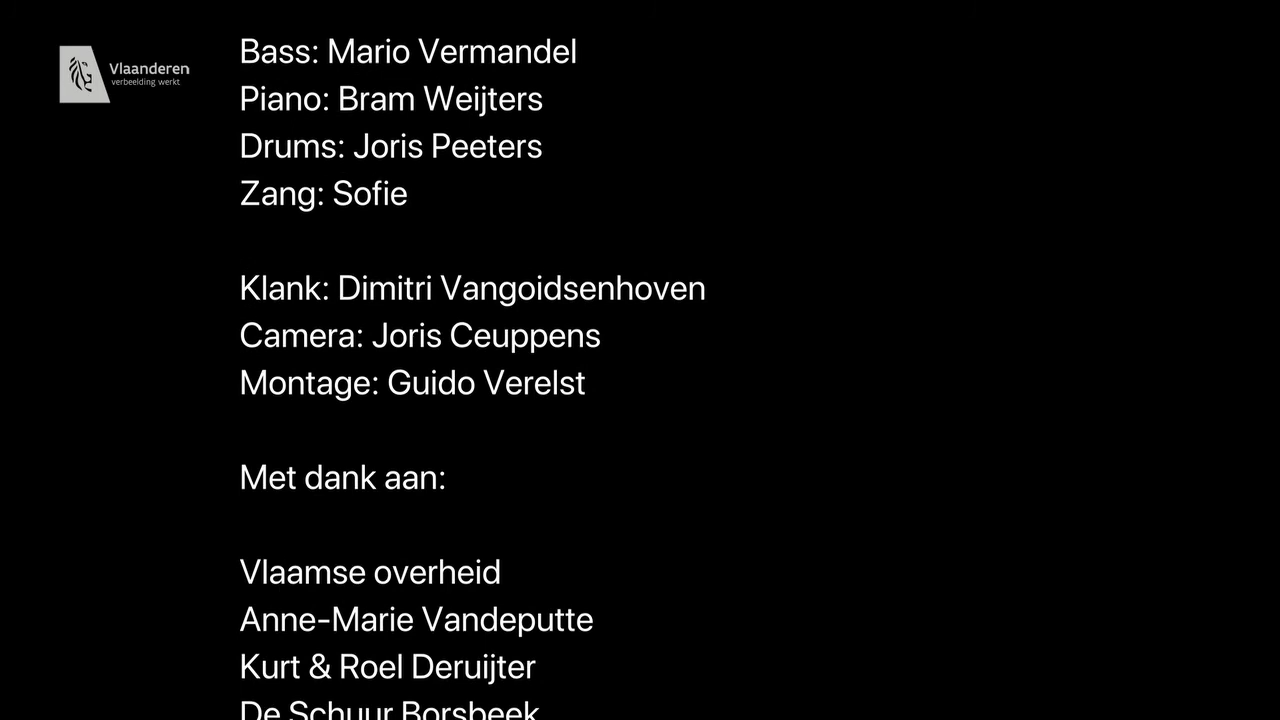 Vlaanderen
verbeelding werkt
Bass: Mario Vermandel
Piano: Bram Weijters
Drums: Joris Peeters
Zang: Sofie
Klank: Dimitri Vangoidsenhoven
Camera: Joris Ceuppens
Montage: Guido Verelst
Met dank aan:
Vlaamse overheid
Anne-Marie Vandeputte
Kurt & Roel Deruijter
De Schuur Borsbeek